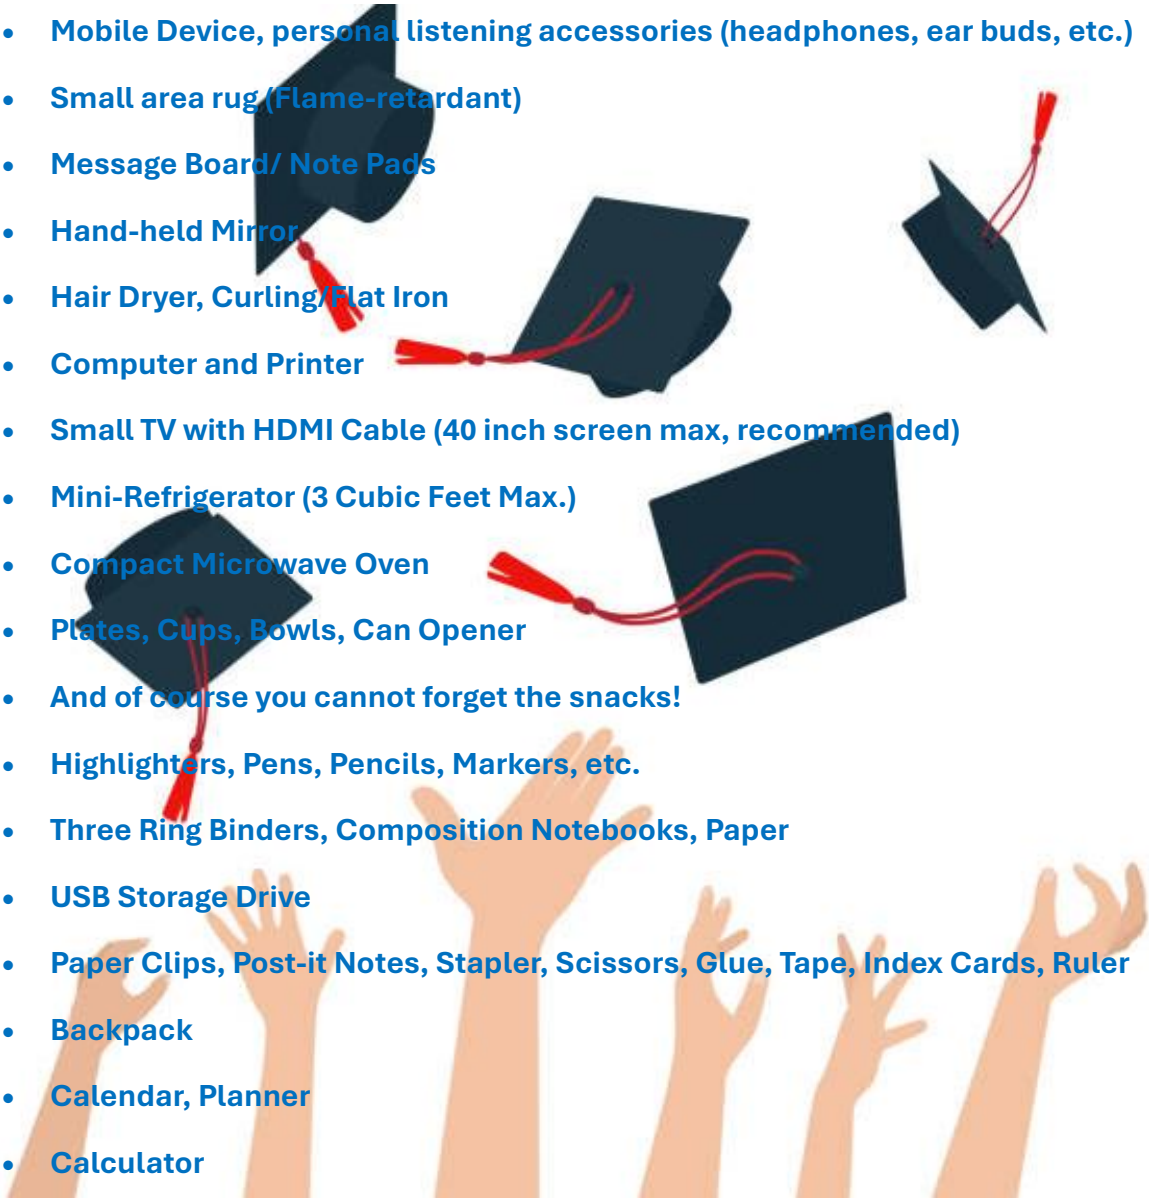 • Mobile Device, personal listening accessories (headphones, ear buds, etc.)
• Small area rug (Flame-retardant)
• Message Board/ Note Pads
• Hand-held Mirror
• Hair Dryer, Curling/Flat Iron
• Computer and Printer
• Small TV with HDMI Cable (40 inch screen max, recommended)
• Mini-Refrigerator (3 Cubic Feet Max.)
• Compact Microwave Oven
• Plates, Cups, Bowls, Can Opener
• And of course you cannot forget the snacks!
• Highlighters, Pens, Pencils, Markers, etc.
• Three Ring Binders, Composition Notebooks, Paper
• USB Storage Drive
• Paper Clips, Post-it Notes, Stapler, Scissors, Glue, Tape, Index Cards, Ruler
• Backpack
• Calendar, Planner
• Calculator